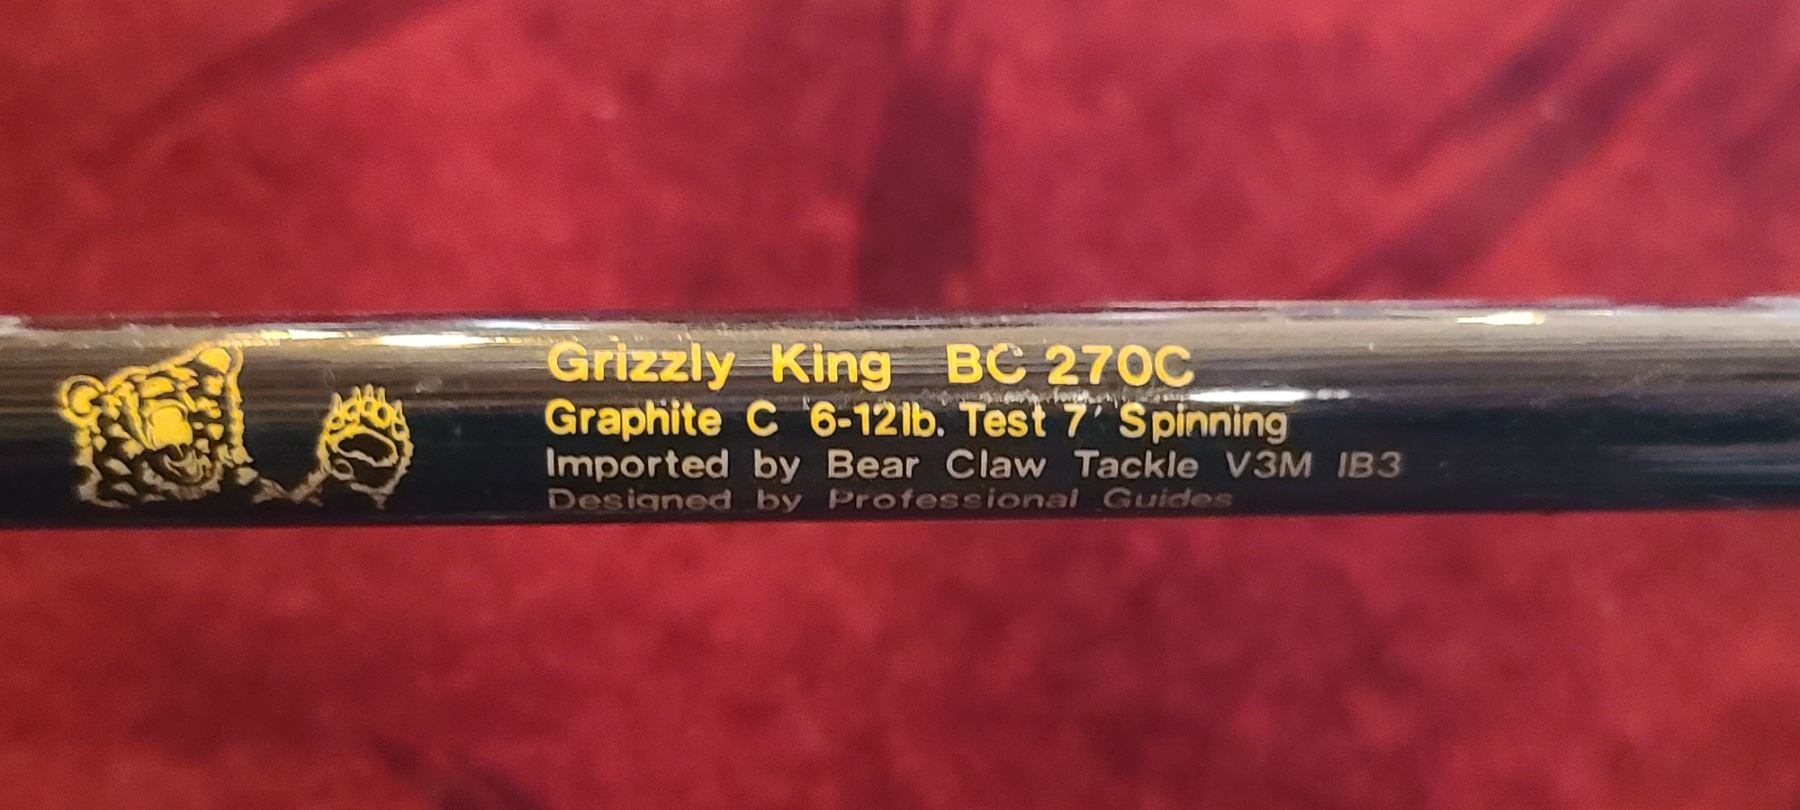 Grizzly King BC 270C
Graphite C 6-12lb. Test 7' Spinning
Imported by Bear Claw Tackle V3M 1B3
Designed by Professional Guides